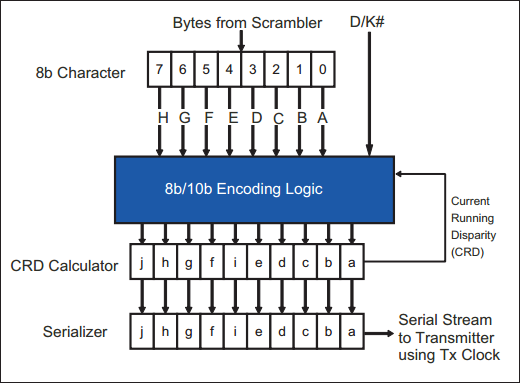 Bytes from Scrambler
D/K#
8b Character
7 6 5 4 3 2 1 0
H G F E D C B A
8b/10b Encoding Logic
Current
Running
Disparity
(CRD)
CRD Calculator
j h g f i e d c b a
Serializer
j h g f i e d c b a
Serial Stream
to Transmitter
using Tx Clock